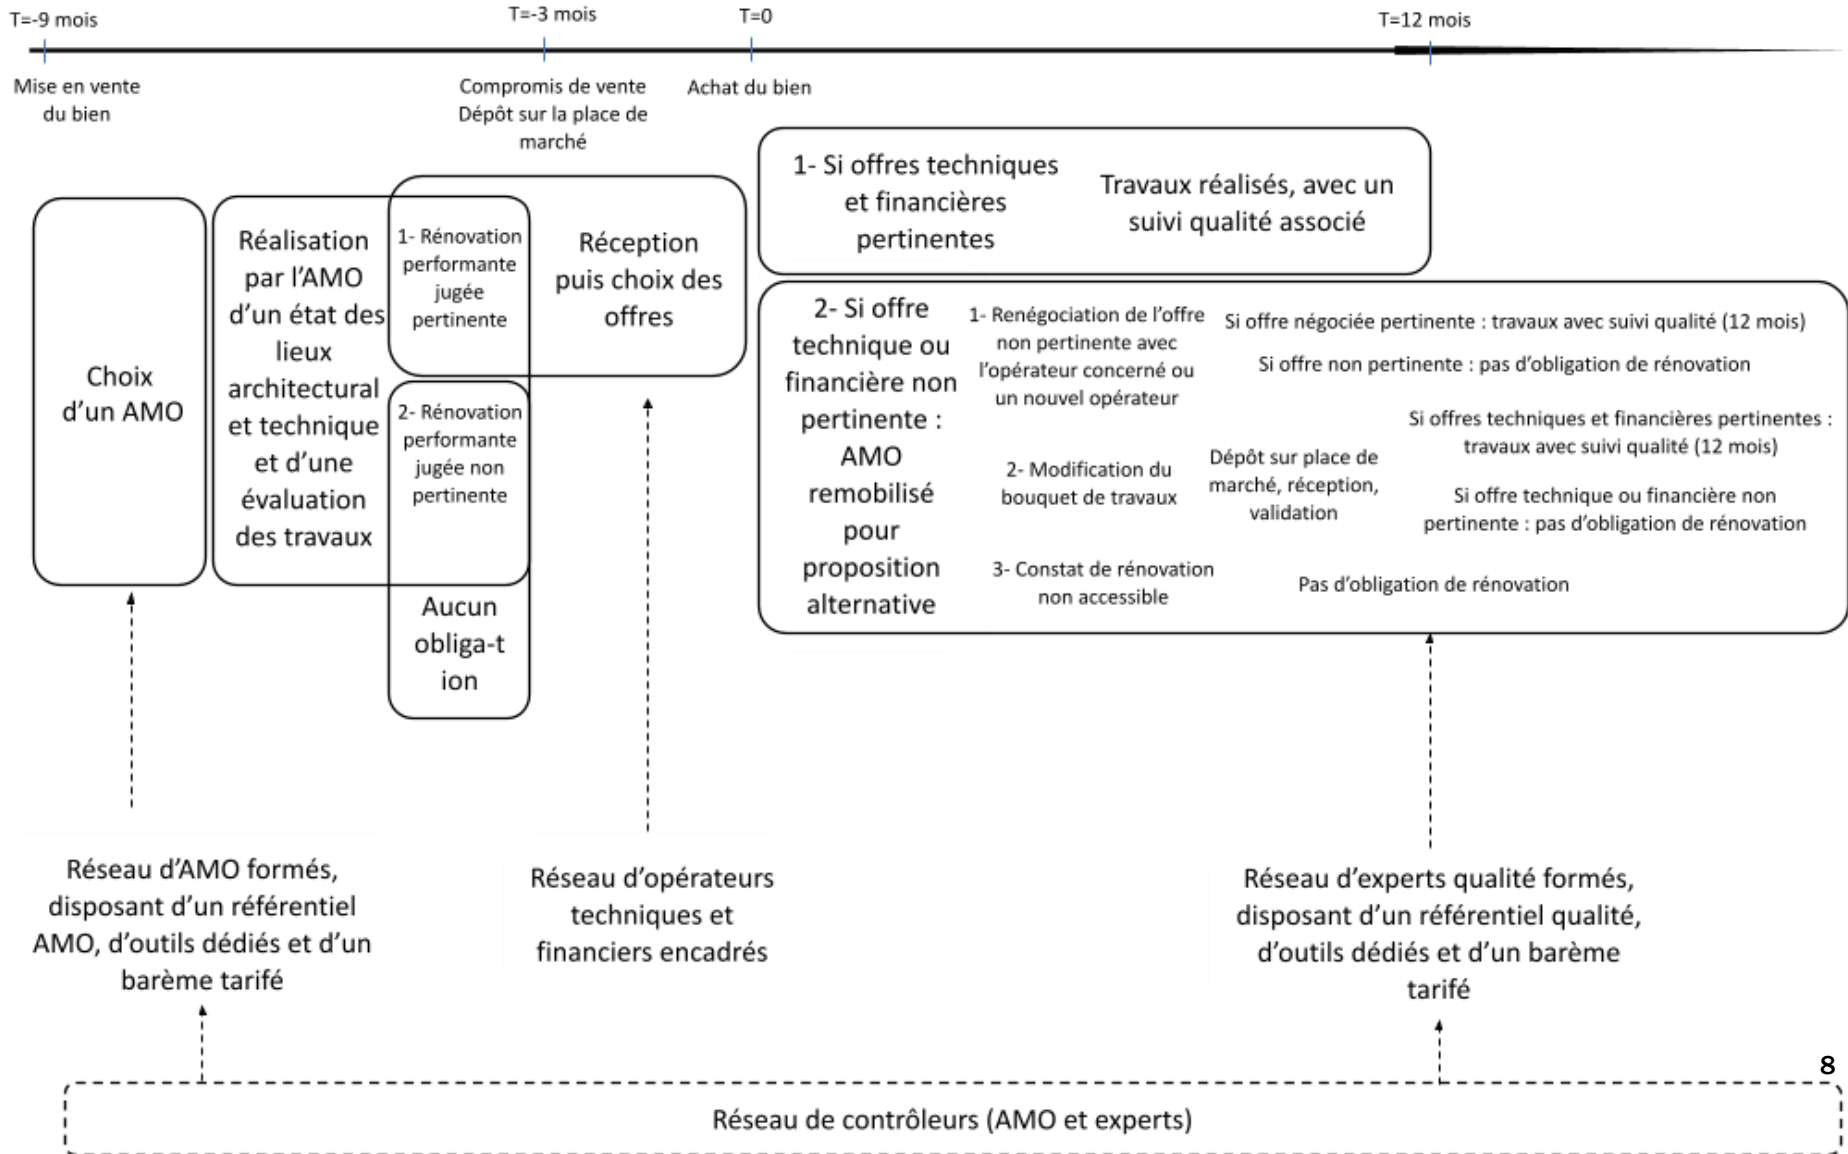 T=-9 mois
T=-3 mois
T=0
T=12 mois
Mise en vente
du bien
Compromis de vente
Dépôt sur la place de
marché
Achat du bien
Choix
d'un AMO
Réalisation
par l'AMO
d'un état des
lieux
architectural
et technique
et d'une
évaluation
des travaux
1- Rénovation
performante
jugée
pertinente
2- Rénovation
performante
jugée non
pertinente
Aucun
obliga-t
ion
Réception
puis choix des
offres
1- Si offres techniques
et financières
pertinentes
Travaux réalisés, avec un
suivi qualité associé
2- Si offre
technique ou
financière non
pertinente :
AMO
remobilisé
pour
proposition
alternative
1- Renégociation de l'offre
non pertinente avec
l'opérateur concerné ou
un nouvel opérateur
Si offre négociée pertinente : travaux avec suivi qualité (12 mois)
Si offre non pertinente : pas d'obligation de rénovation
2- Modification du
bouquet de travaux
Dépôt sur place de
marché, réception,
validation
Si offres techniques et financières pertinentes :
travaux avec suivi qualité (12 mois)
Si offre technique ou financière non
pertinente : pas d'obligation de rénovation
3- Constat de rénovation
non accessible
Pas d'obligation de rénovation
Réseau d'AMO formés,
disposant d'un référentiel
AMO, d'outils dédiés et d'un
barème tarifé
Réseau d'opérateurs
techniques et
financiers encadrés
Réseau d'experts qualité formés,
disposant d'un référentiel qualité,
d'outils dédiés et d'un barème
tarifé
8
Réseau de contrôleurs (AMO et experts)